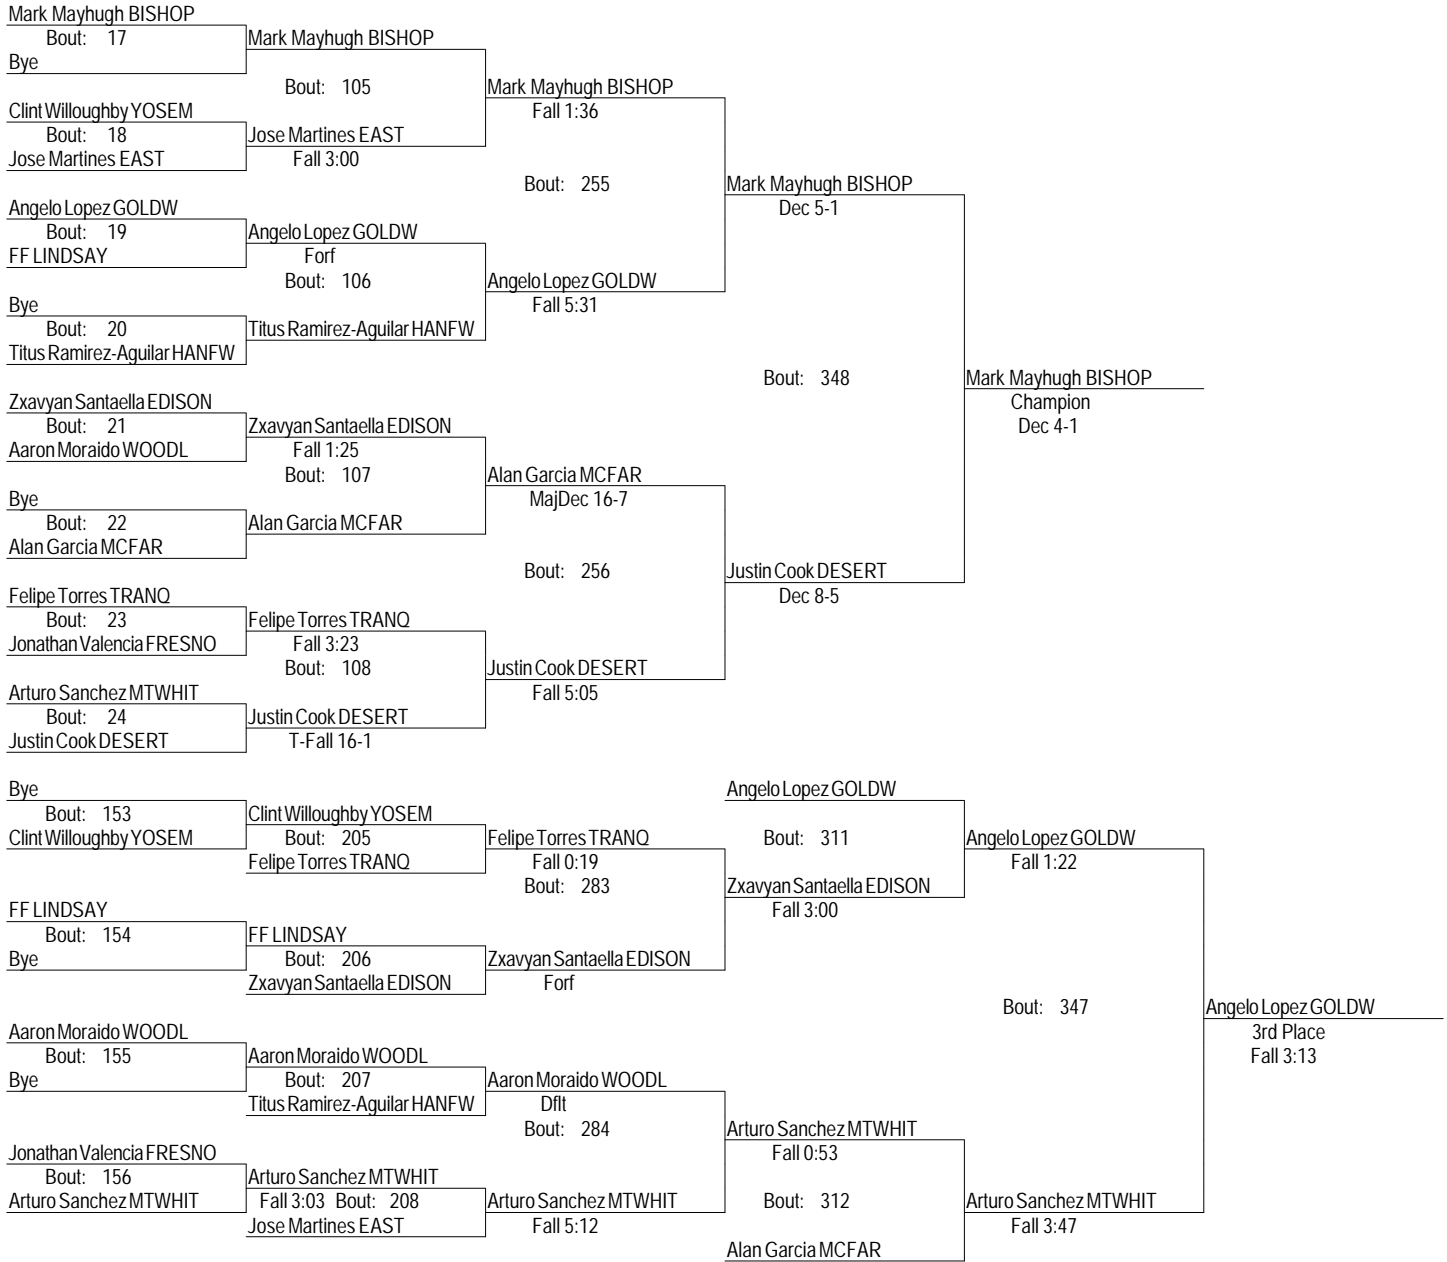 Mark Mayhugh BISHOP
Bout: 17
Mark Mayhugh BISHOP
Bye
Bout: 105
Mark Mayhugh BISHOP
Clint Willoughby YOSEM
Fall 1:36
Bout: 18
Jose Martines EAST
Jose Martines EAST
Fall 3:00
Bout: 255
Mark Mayhugh BISHOP
Angelo Lopez GOLDW
Dec 5-1
Bout: 19
Angelo Lopez GOLDW
FF LINDSAY
Forf
Bout: 106
Angelo Lopez GOLDW
Bye
Fall 5:31
Bout: 20
Titus Ramirez-Aguilar HANFW
Titus Ramirez-Aguilar HANFW
Bout: 348
Mark Mayhugh BISHOP
Zxavyan Santaella EDISON
Champion
Bout: 21
Zxavyan Santaella EDISON
Dec 4-1
Aaron Moraido WOODL
Fall 1:25
Bout: 107
Alan Garcia MCFAR
Bye
MajDec 16-7
Bout: 22
Alan Garcia MCFAR
Alan Garcia MCFAR
Bout: 256
Justin Cook DESERT
Felipe Torres TRANQ
Dec 8-5
Bout: 23
Felipe Torres TRANQ
Jonathan Valencia FRESNO
Fall 3:23
Bout: 108
Justin Cook DESERT
Arturo Sanchez MTWHIT
Fall 5:05
Bout: 24
Justin Cook DESERT
Justin Cook DESERT
T-Fall 16-1
Bye
Angelo Lopez GOLDW
Bout: 153
Clint Willoughby YOSEM
Clint Willoughby YOSEM
Bout: 205
Felipe Torres TRANQ
Bout: 311
Angelo Lopez GOLDW
Felipe Torres TRANQ
Fall 0:19
Fall 1:22
Bout: 283
Zxavyan Santaella EDISON
FF LINDSAY
Fall 3:00
Bout: 154
FF LINDSAY
Bye
Bout: 206
Zxavyan Santaella EDISON
Zxavyan Santaella EDISON
Forf
Bout: 347
Angelo Lopez GOLDW
Aaron Moraido WOODL
3rd Place
Bout: 155
Aaron Moraido WOODL
Fall 3:13
Bye
Bout: 207
Aaron Moraido WOODL
Titus Ramirez-Aguilar HANFW
Dflt
Bout: 284
Arturo Sanchez MTWHIT
Jonathan Valencia FRESNO
Fall 0:53
Bout: 156
Arturo Sanchez MTWHIT
Arturo Sanchez MTWHIT
Fall 3:03 Bout: 208
Arturo Sanchez MTWHIT
Bout: 312
Arturo Sanchez MTWHIT
Jose Martines EAST
Fall 5:12
Fall 3:47
Alan Garcia MCFAR